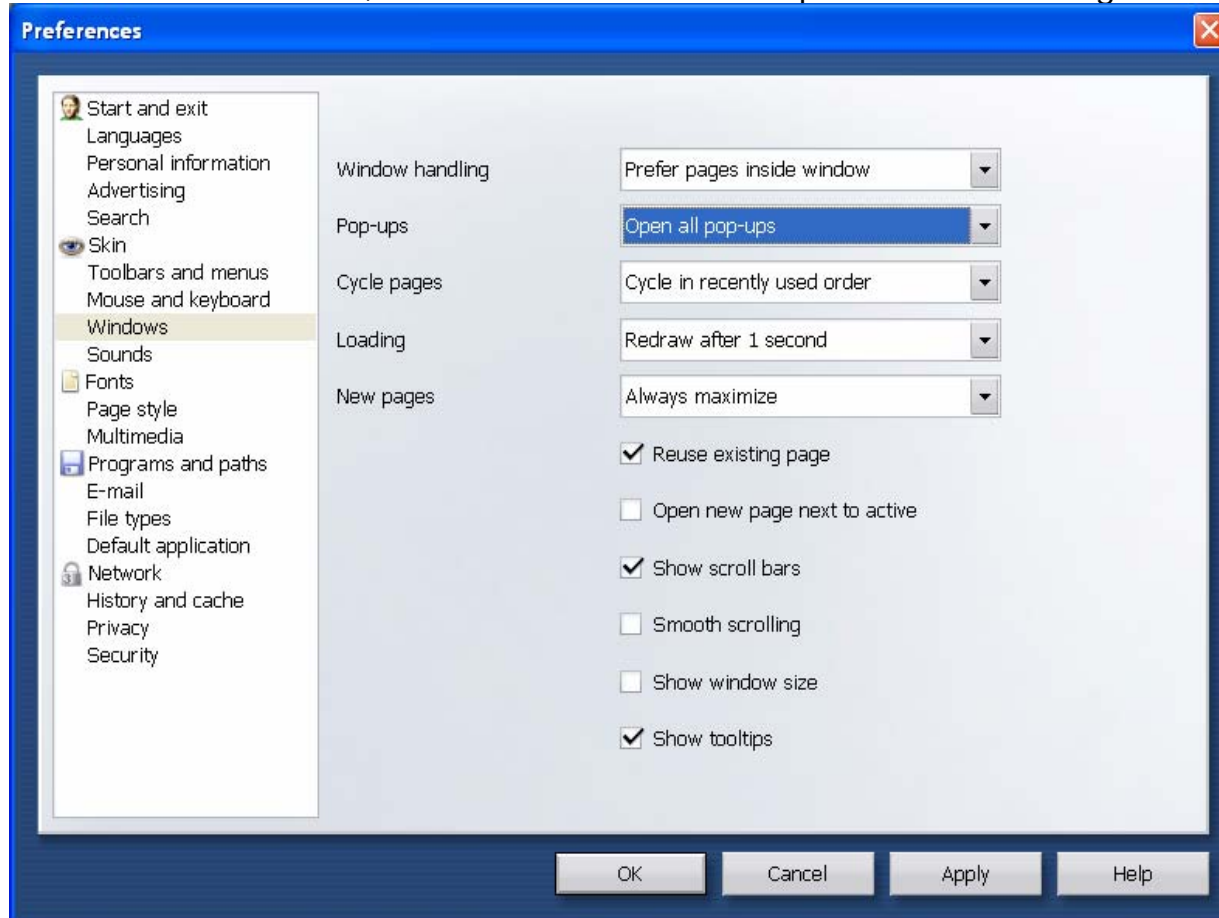 Preferences
Start and exit
Languages
Personal information
Advertising
Search
Skin
Toolbars and menus
Mouse and keyboard
Windows
Sounds
Fonts
Page style
Multimedia
Programs and paths
E-mail
File types
Default application
Network
History and cache
Privacy
Security
Window handling
Prefer pages inside window
Pop-ups
Open all pop-ups
Cycle pages
Cycle in recently used order
Loading
Redraw after 1 second
New pages
Always maximize
Reuse existing page
Open new page next to active
Show scroll bars
Smooth scrolling
Show window size
Show tooltips
OK
Cancel
Apply
Help